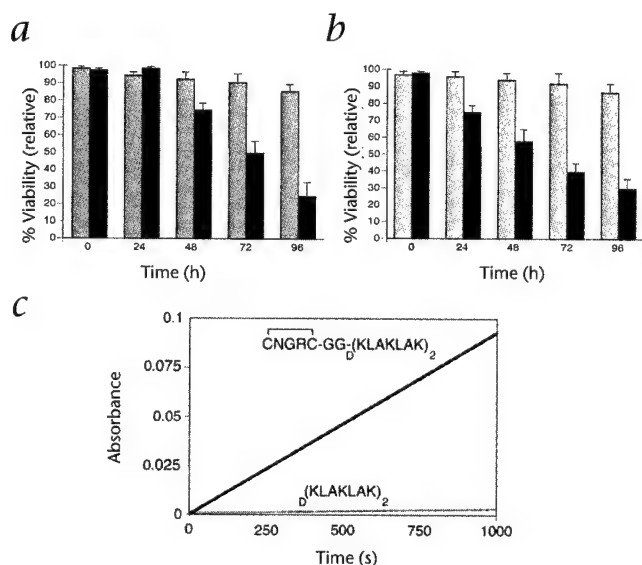 a
% Viability (relative)
100
90
80
70
60
50
40
30
20
10
0
0 24 48 72 96
Time (h)
b
% Viability (relative)
100
90
80
70
60
50
40
30
20
10
0
0 24 48 72 96
Time (h)
c
Absorbance
0.1
0.075
0.05
0.025
0
CNGRC-GG-D(KLAKLAK)2
D(KLAKLAK)2
0 250 500 750 1000
Time (s)